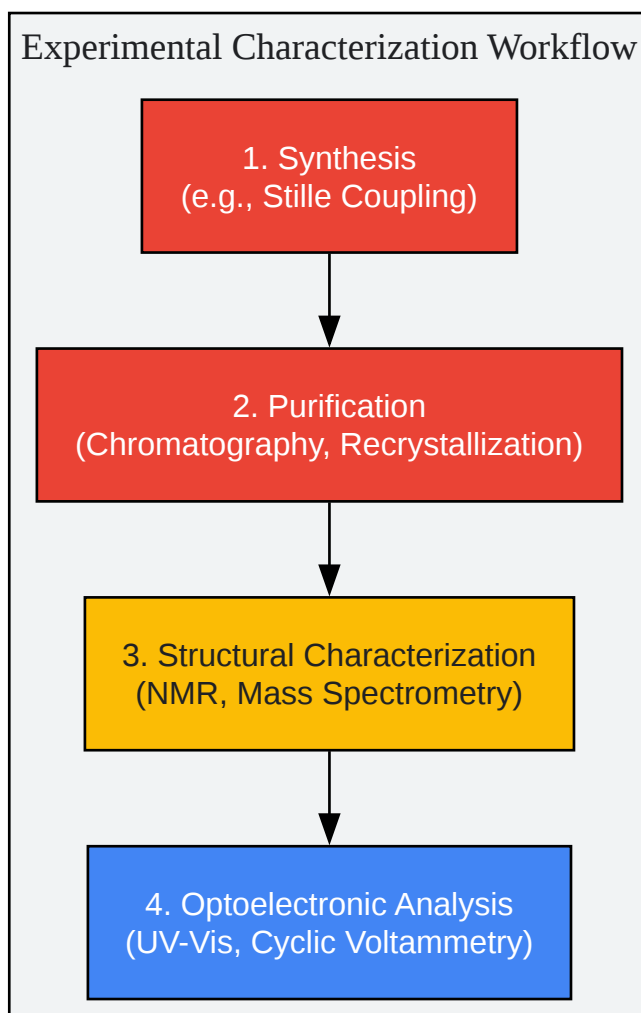 Experimental Characterization Workflow
1. Synthesis
(e.g., Stille Coupling)
2. Purification
(Chromatography, Recrystallization)
3. Structural Characterization
(NMR, Mass Spectrometry)
4. Optoelectronic Analysis
(UV-Vis, Cyclic Voltammetry)